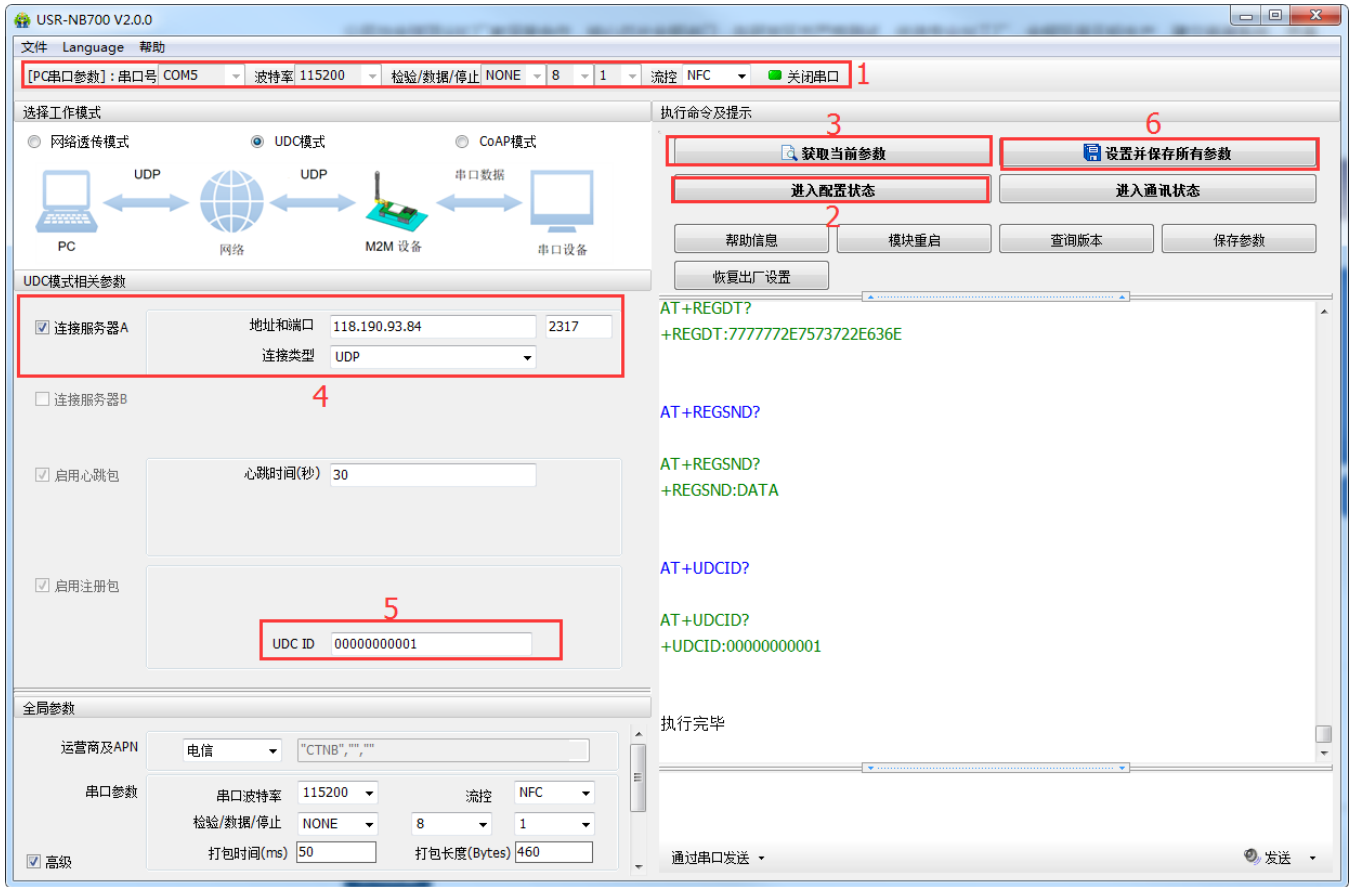 USR-NB700 V2.0.0
文件 Language 帮助
[PC串口参数]：串口号 COM5 波特率 115200 检验/数据/停止 NONE 8 1 流控 NFC 关闭串口 1
选择工作模式
网络透传模式 UDC模式 CoAP模式
UDP UDP 串口数据
PC 网络 M2M 设备 串口设备
UDC模式相关参数
连接服务器A 地址和端口 118.190.93.84 2317
连接类型 UDP
4
连接服务器B
启用心跳包 心跳时间(秒) 30
启用注册包
5
UDC ID 00000000001
全局参数
运营商及APN 电信 "CTNB","",""
串口参数 串口波特率 115200 流控 NFC
检验/数据/停止 NONE 8 1
高级 打包时间(ms) 50 打包长度(Bytes) 460
执行命令及提示
3 6
获取当前参数 设置并保存所有参数
进入配置状态 进入通讯状态
2
帮助信息 模块重启 查询版本 保存参数
恢复出厂设置
AT+REGDT?
+REGDT:7777772E7573722E636E
AT+REGSND?
AT+REGSND?
+REGSND:DATA
AT+UDCID?
AT+UDCID?
+UDCID:00000000001
执行完毕
通过串口发送 发送